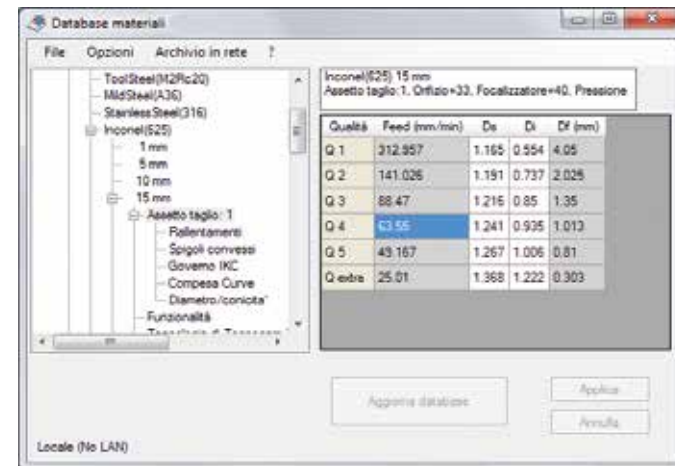 Database materiali
File Opzioni Archivio in rete ?
ToolSteel(M2Rc20)
MildSteel(A36)
StainlessSteel(316)
Inconel(625)
1 mm
5 mm
10 mm
15 mm
Assetto taglio: 1
Rallentamenti
Spigoli convessi
Governo IKC
Compesa Curve
Diametro/conicita'
Funzionalità
Inconel(625) 15 mm
Assetto taglio:1, Orifizio=33, Focalizzatore=40, Pressione
Qualità Feed (mm/min) De Di Df (mm)
Q 1 312.957 1.165 0.554 4.05
Q 2 141.026 1.191 0.737 2.025
Q 3 88.47 1.216 0.85 1.35
Q 4 63.55 1.241 0.935 1.013
Q 5 49.167 1.267 1.006 0.81
Q extra 25.01 1.368 1.222 0.303
Aggiorna database
Applica
Annulla
Locale (No LAN)